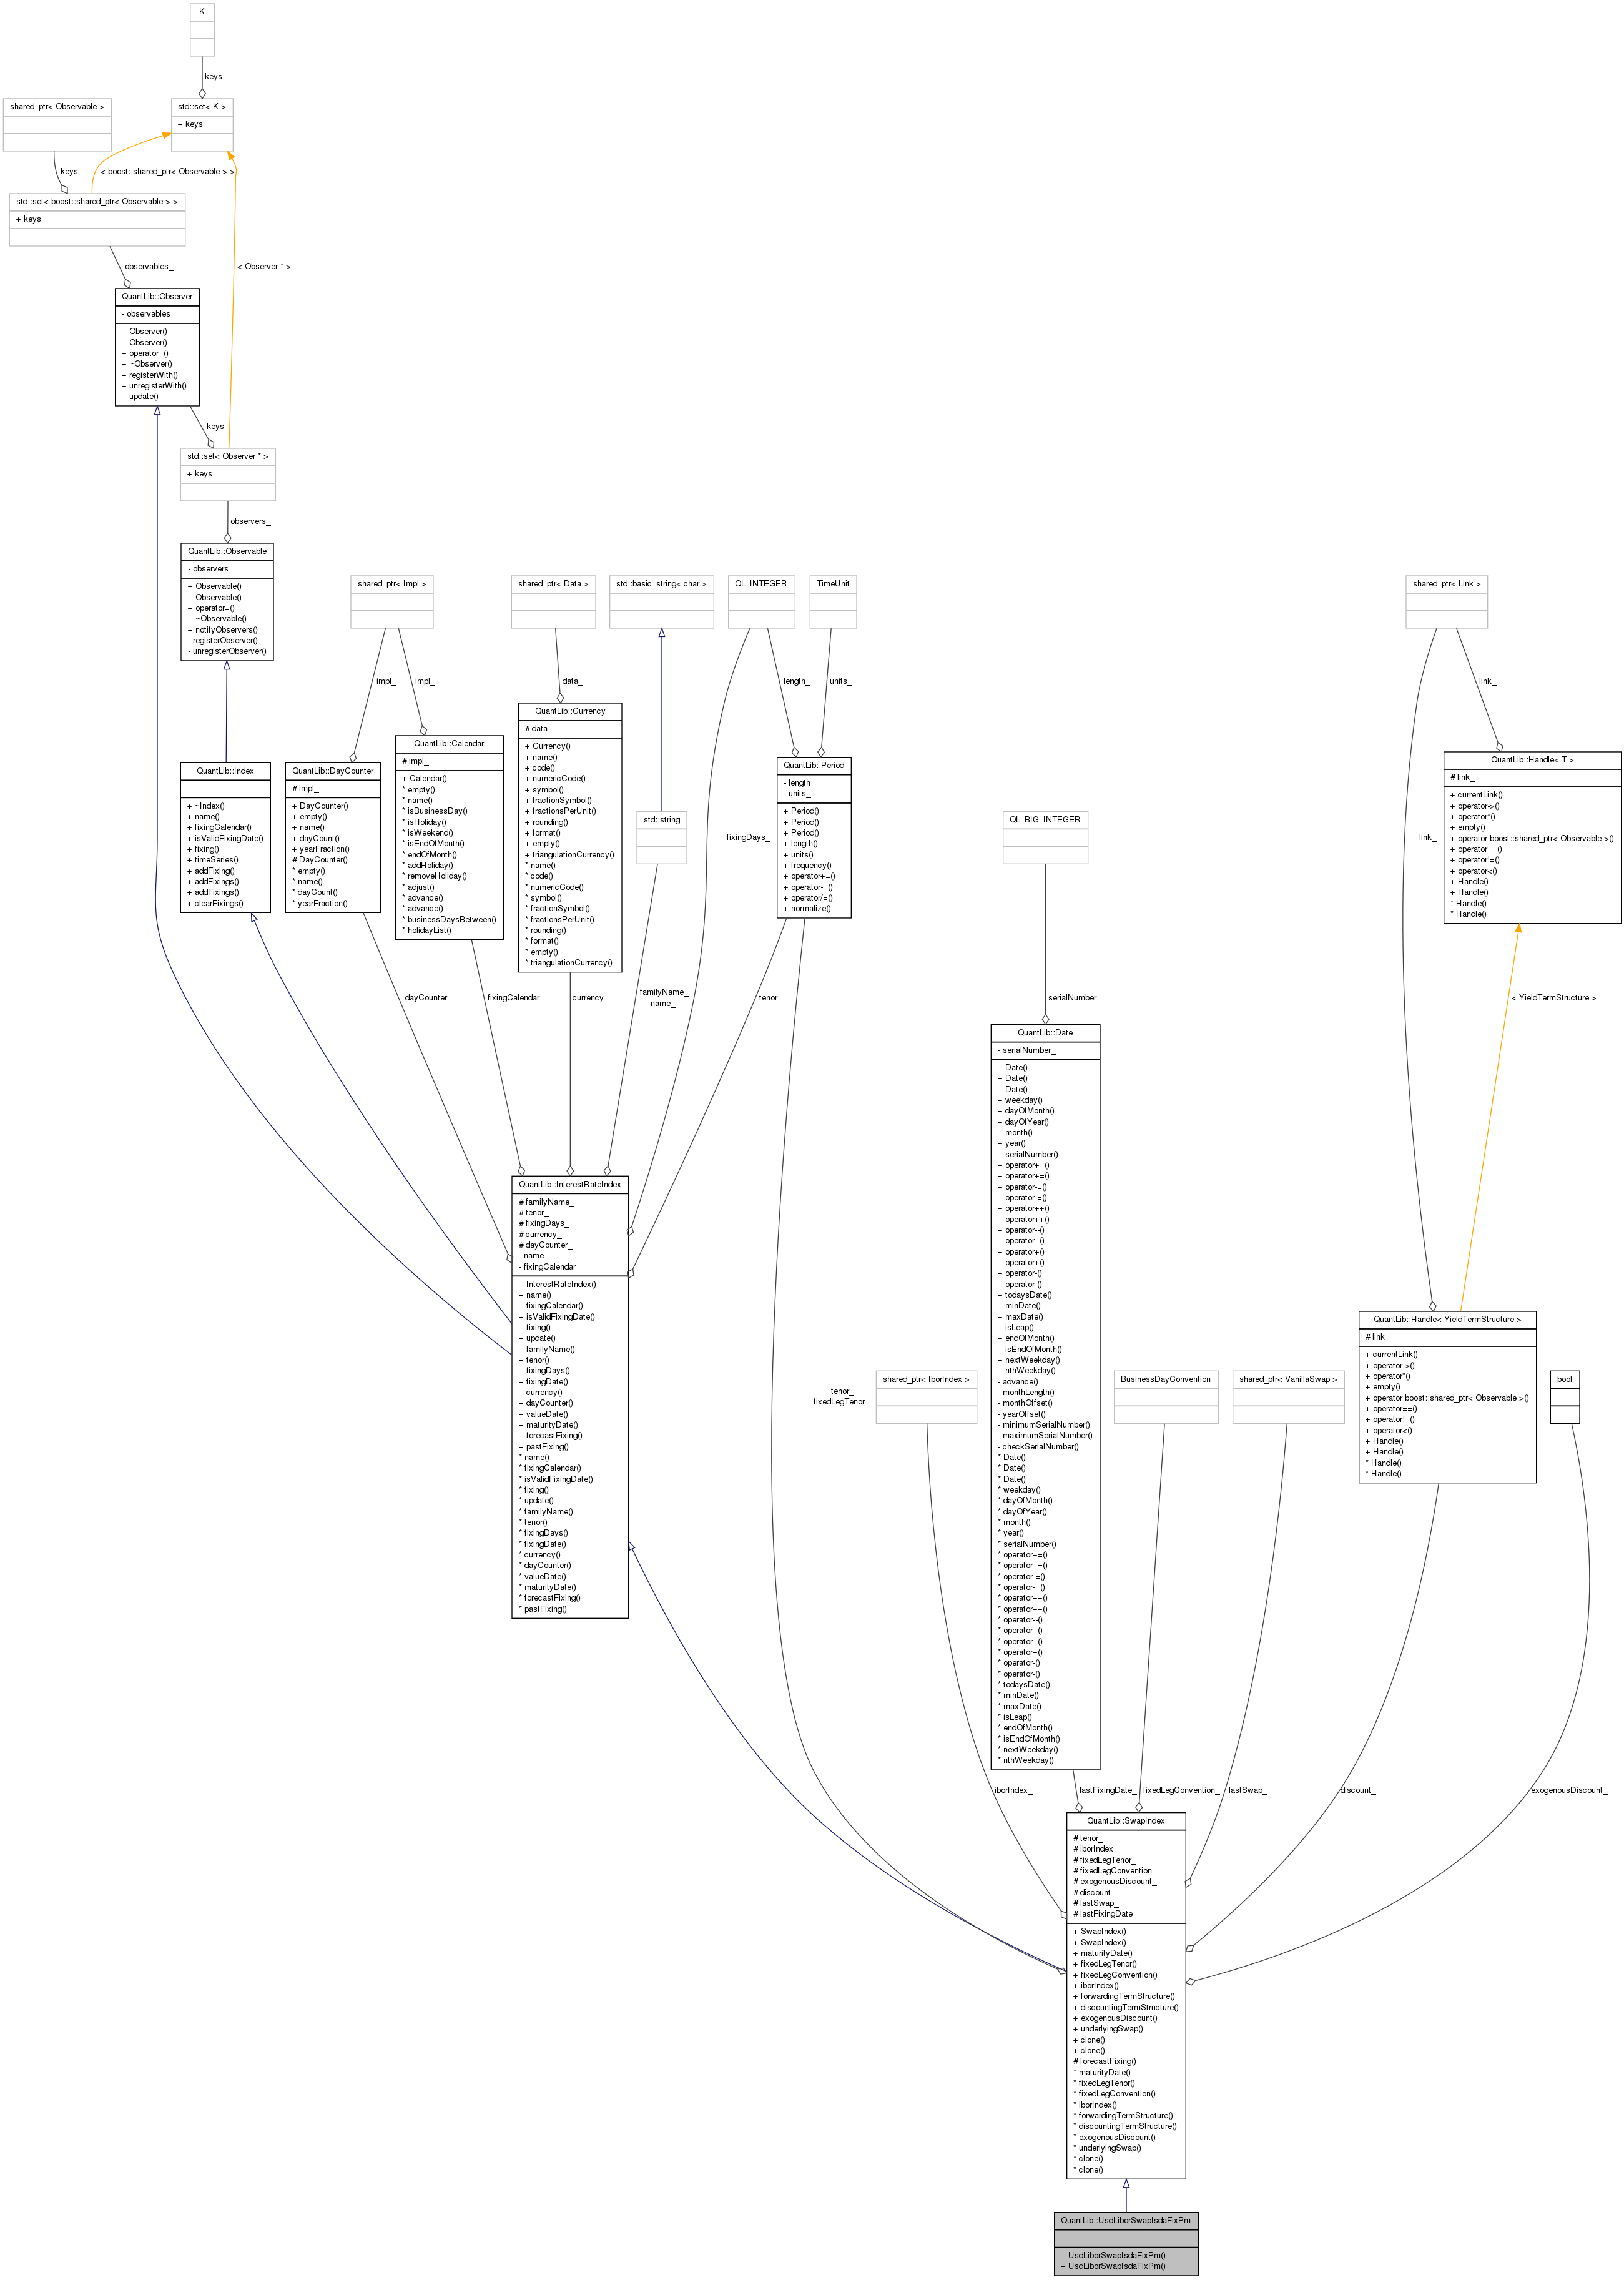 K
keys
shared_ptr< Observable >
std::set< K >
+ keys
keys
< boost::shared_ptr< Observable > >
std::set< boost::shared_ptr< Observable > >
+ keys
observables_
< Observer * >
QuantLib::Observer
- observables_
+ Observer()
+ Observer()
+ operator=()
+ ~Observer()
+ registerWith()
+ unregisterWith()
+ update()
keys
std::set< Observer * >
+ keys
observers_
QuantLib::Observable
- observers_
+ Observable()
+ Observable()
+ operator=()
+ ~Observable()
+ notifyObservers()
- registerObserver()
- unregisterObserver()
shared_ptr< Impl >
shared_ptr< Data >
std::basic_string< char >
QL_INTEGER
TimeUnit
shared_ptr< Link >
impl_
impl_
data_
length_
units_
link_
QuantLib::Index
+ ~Index()
+ name()
+ fixingCalendar()
+ isValidFixingDate()
+ fixing()
+ timeSeries()
+ addFixing()
+ addFixings()
+ addFixings()
+ clearFixings()
QuantLib::DayCounter
# impl_
+ DayCounter()
+ empty()
+ name()
+ dayCount()
+ yearFraction()
# DayCounter()
* empty()
* name()
* dayCount()
* yearFraction()
QuantLib::Calendar
# impl_
+ Calendar()
* empty()
* name()
* isBusinessDay()
* isHoliday()
* isWeekend()
* isEndOfMonth()
* endOfMonth()
* addHoliday()
* removeHoliday()
* adjust()
* advance()
* advance()
* businessDaysBetween()
* holidayList()
QuantLib::Currency
# data_
+ Currency()
+ name()
+ code()
+ numericCode()
+ symbol()
+ fractionSymbol()
+ fractionsPerUnit()
+ rounding()
+ format()
+ empty()
+ triangulationCurrency()
* name()
* code()
* numericCode()
* symbol()
* fractionSymbol()
* fractionsPerUnit()
* rounding()
* format()
* empty()
* triangulationCurrency()
std::string
fixingDays_
QuantLib::Period
- length_
- units_
+ Period()
+ Period()
+ Period()
+ length()
+ units()
+ frequency()
+ operator+=()
+ operator-=()
+ operator/=()
+ normalize()
QL_BIG_INTEGER
link_
QuantLib::Handle< T >
# link_
+ currentLink()
+ operator->()
+ operator*()
+ empty()
+ operator boost::shared_ptr< Observable >()
+ operator==()
+ operator!=()
+ operator<()
+ Handle()
+ Handle()
* Handle()
* Handle()
dayCounter_
fixingCalendar_
currency_
familyName_
name_
tenor_
serialNumber_
< YieldTermStructure >
QuantLib::Date
- serialNumber_
+ Date()
+ Date()
+ Date()
+ weekday()
+ dayOfMonth()
+ dayOfYear()
+ month()
+ year()
+ serialNumber()
+ operator+=()
+ operator+=()
+ operator-=()
+ operator-=()
+ operator++()
+ operator++()
+ operator--()
+ operator--()
+ operator+()
+ operator+()
+ operator-()
+ operator-()
+ todaysDate()
+ minDate()
+ maxDate()
+ isLeap()
+ endOfMonth()
+ isEndOfMonth()
+ nextWeekday()
+ nthWeekday()
- advance()
- monthLength()
- monthOffset()
- yearOffset()
- minimumSerialNumber()
- maximumSerialNumber()
- checkSerialNumber()
* Date()
* Date()
* Date()
* weekday()
* dayOfMonth()
* dayOfYear()
* month()
* year()
* serialNumber()
* operator+=()
* operator+=()
* operator-=()
* operator-=()
* operator++()
* operator++()
* operator--()
* operator--()
* operator+()
* operator+()
* operator-()
* operator-()
* todaysDate()
* minDate()
* maxDate()
* isLeap()
* endOfMonth()
* isEndOfMonth()
* nextWeekday()
* nthWeekday()
QuantLib::InterestRateIndex
# familyName_
# tenor_
# fixingDays_
# currency_
# dayCounter_
- name_
- fixingCalendar_
+ InterestRateIndex()
+ name()
+ fixingCalendar()
+ isValidFixingDate()
+ fixing()
+ update()
+ familyName()
+ tenor()
+ fixingDays()
+ fixingDate()
+ currency()
+ dayCounter()
+ valueDate()
+ maturityDate()
+ forecastFixing()
+ pastFixing()
* name()
* fixingCalendar()
* isValidFixingDate()
* fixing()
* update()
* familyName()
* tenor()
* fixingDays()
* fixingDate()
* currency()
* dayCounter()
* valueDate()
* maturityDate()
* forecastFixing()
* pastFixing()
tenor_
fixedLegTenor_
shared_ptr< IborIndex >
BusinessDayConvention
shared_ptr< VanillaSwap >
QuantLib::Handle< YieldTermStructure >
# link_
+ currentLink()
+ operator->()
+ operator*()
+ empty()
+ operator boost::shared_ptr< Observable >()
+ operator==()
+ operator!=()
+ operator<()
+ Handle()
+ Handle()
* Handle()
* Handle()
bool
iborIndex_
lastFixingDate_
fixedLegConvention_
lastSwap_
discount_
exogenousDiscount_
QuantLib::SwapIndex
# tenor_
# iborIndex_
# fixedLegTenor_
# fixedLegConvention_
# exogenousDiscount_
# discount_
# lastSwap_
# lastFixingDate_
+ SwapIndex()
+ SwapIndex()
+ maturityDate()
+ fixedLegTenor()
+ fixedLegConvention()
+ iborIndex()
+ forwardingTermStructure()
+ discountingTermStructure()
+ exogenousDiscount()
+ underlyingSwap()
+ clone()
+ clone()
# forecastFixing()
* maturityDate()
* fixedLegTenor()
* fixedLegConvention()
* iborIndex()
* forwardingTermStructure()
* discountingTermStructure()
* exogenousDiscount()
* underlyingSwap()
* clone()
* clone()
QuantLib::UsdLiborSwapIsdaFixPm
+ UsdLiborSwapIsdaFixPm()
+ UsdLiborSwapIsdaFixPm()